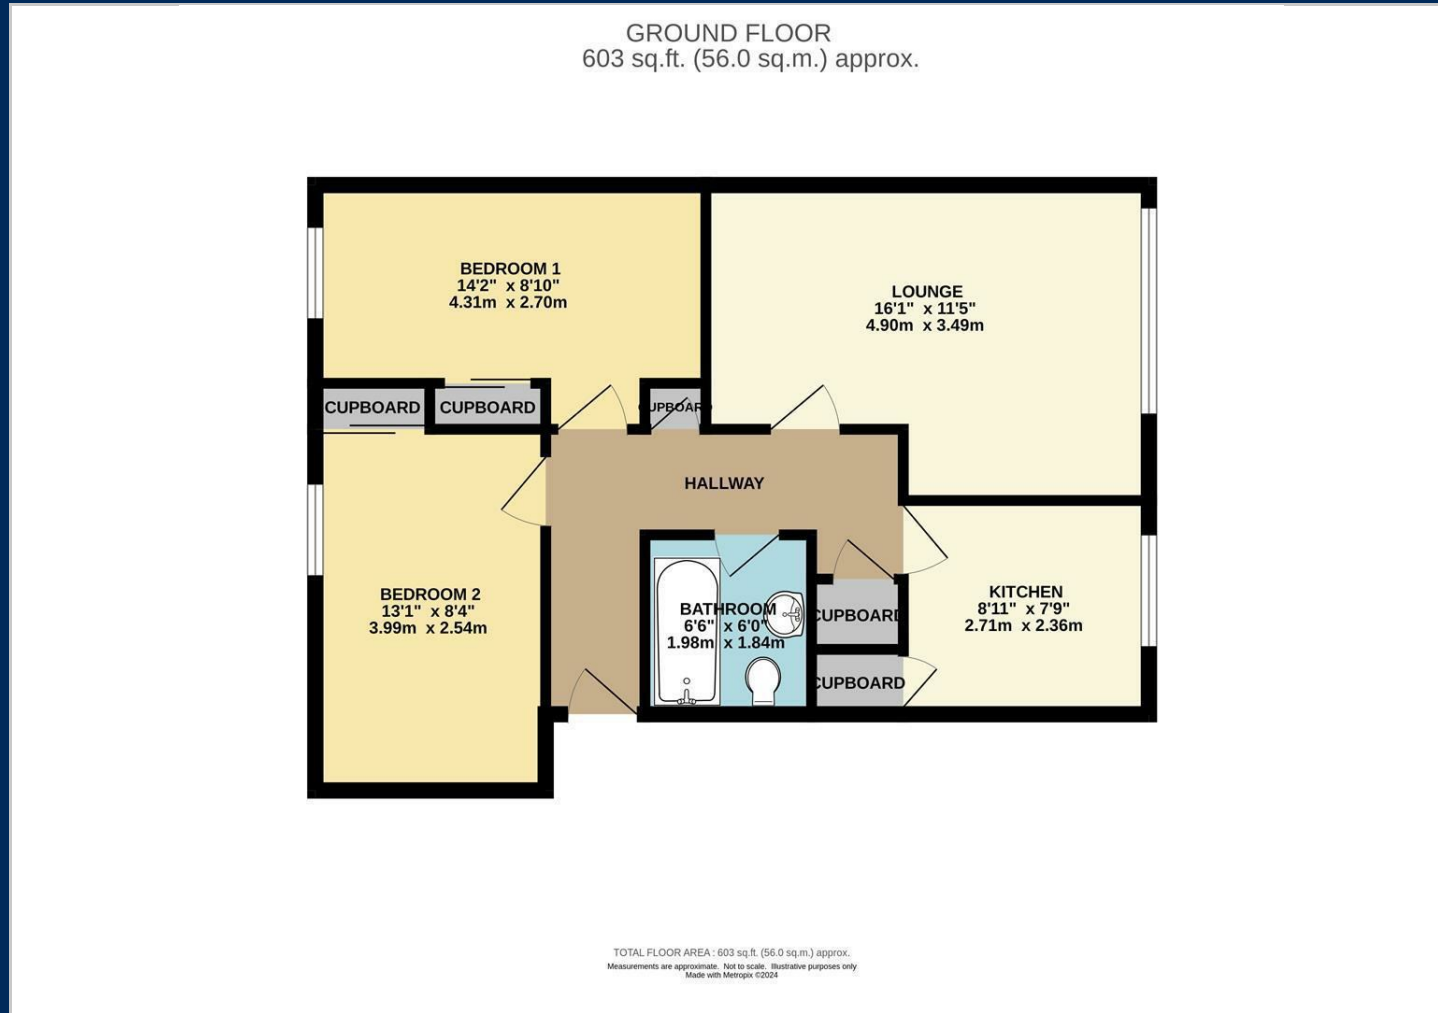 GROUND FLOOR
603 sq.ft. (56.0 sq.m.) approx.
BEDROOM 1
14'2" x 8'10"
4.31m x 2.70m
LOUNGE
16'1" x 11'5"
4.90m x 3.49m
CUPBOARD
CUPBOARD
CUPBOARD
HALLWAY
BEDROOM 2
13'1" x 8'4"
3.99m x 2.54m
BATHROOM
6'6" x 6'0"
1.98m x 1.84m
CUPBOARD
KITCHEN
8'11" x 7'9"
2.71m x 2.36m
CUPBOARD
TOTAL FLOOR AREA : 603 sq.ft. (56.0 sq.m.) approx.
Measurements are approximate. Not to scale. Illustrative purposes only
Made with Metropix ©2024